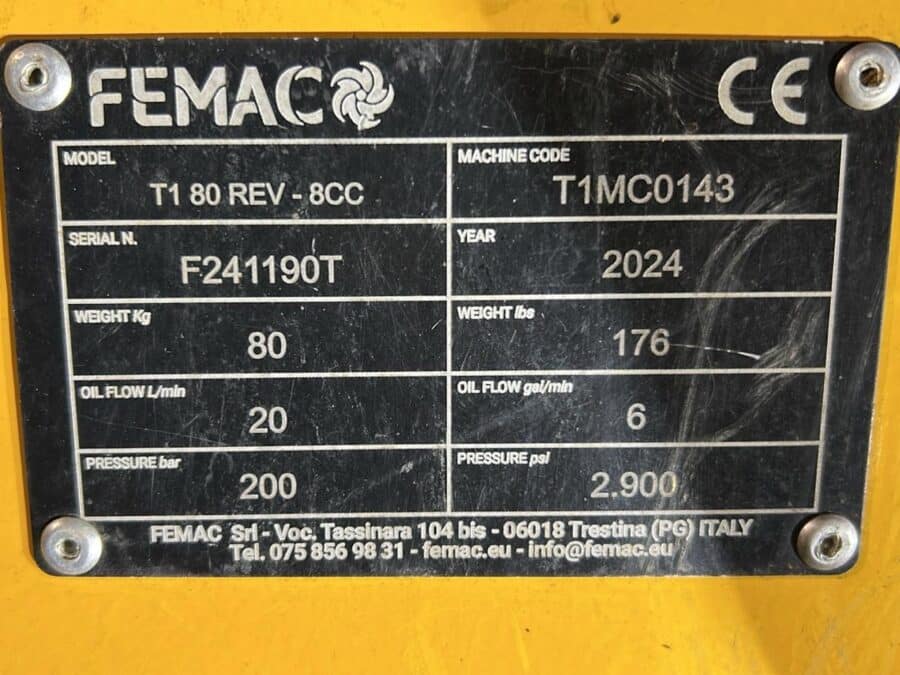 FEMAC CE
MODEL MACHINE CODE
T1 80 REV - 8CC T1MC0143
SERIAL N. YEAR
F241190T 2024
WEIGHT Kg WEIGHT lbs
80 176
OIL FLOW L/min OIL FLOW gal/min
20 6
PRESSURE bar PRESSURE psi
200 2.900
FEMAC Srl - Voc. Tassinara 104 bis - 06018 Trestina (PG) ITALY
Tel. 075 856 98 31 - femac.eu - info@femac.eu